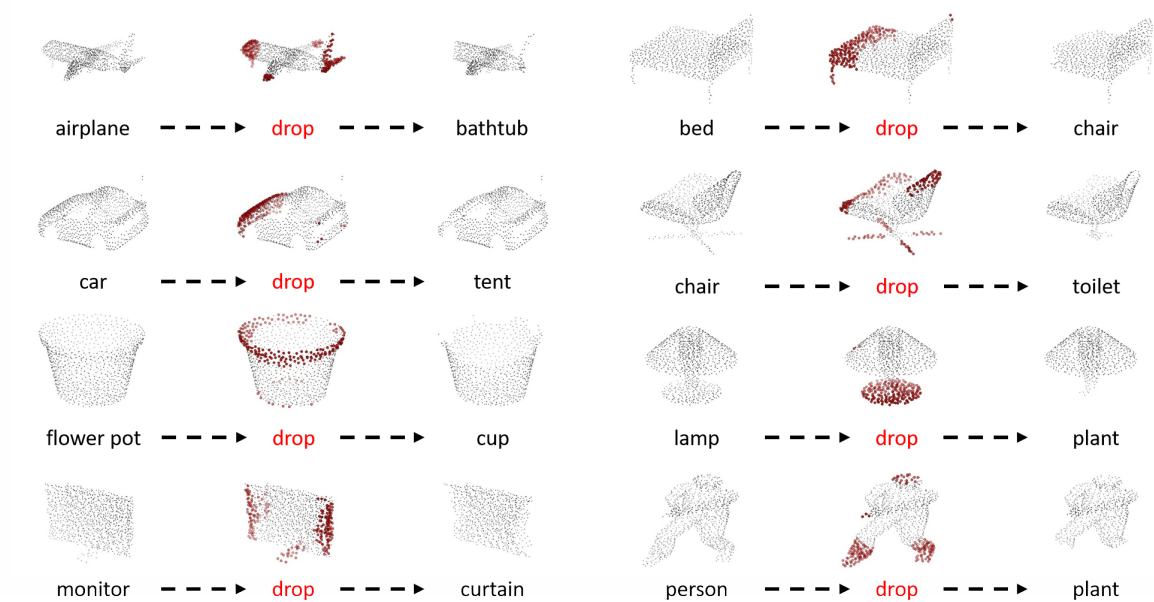 airplane drop bathtub bed drop chair
car drop tent chair drop toilet
flower pot drop cup lamp drop plant
monitor drop curtain person drop plant